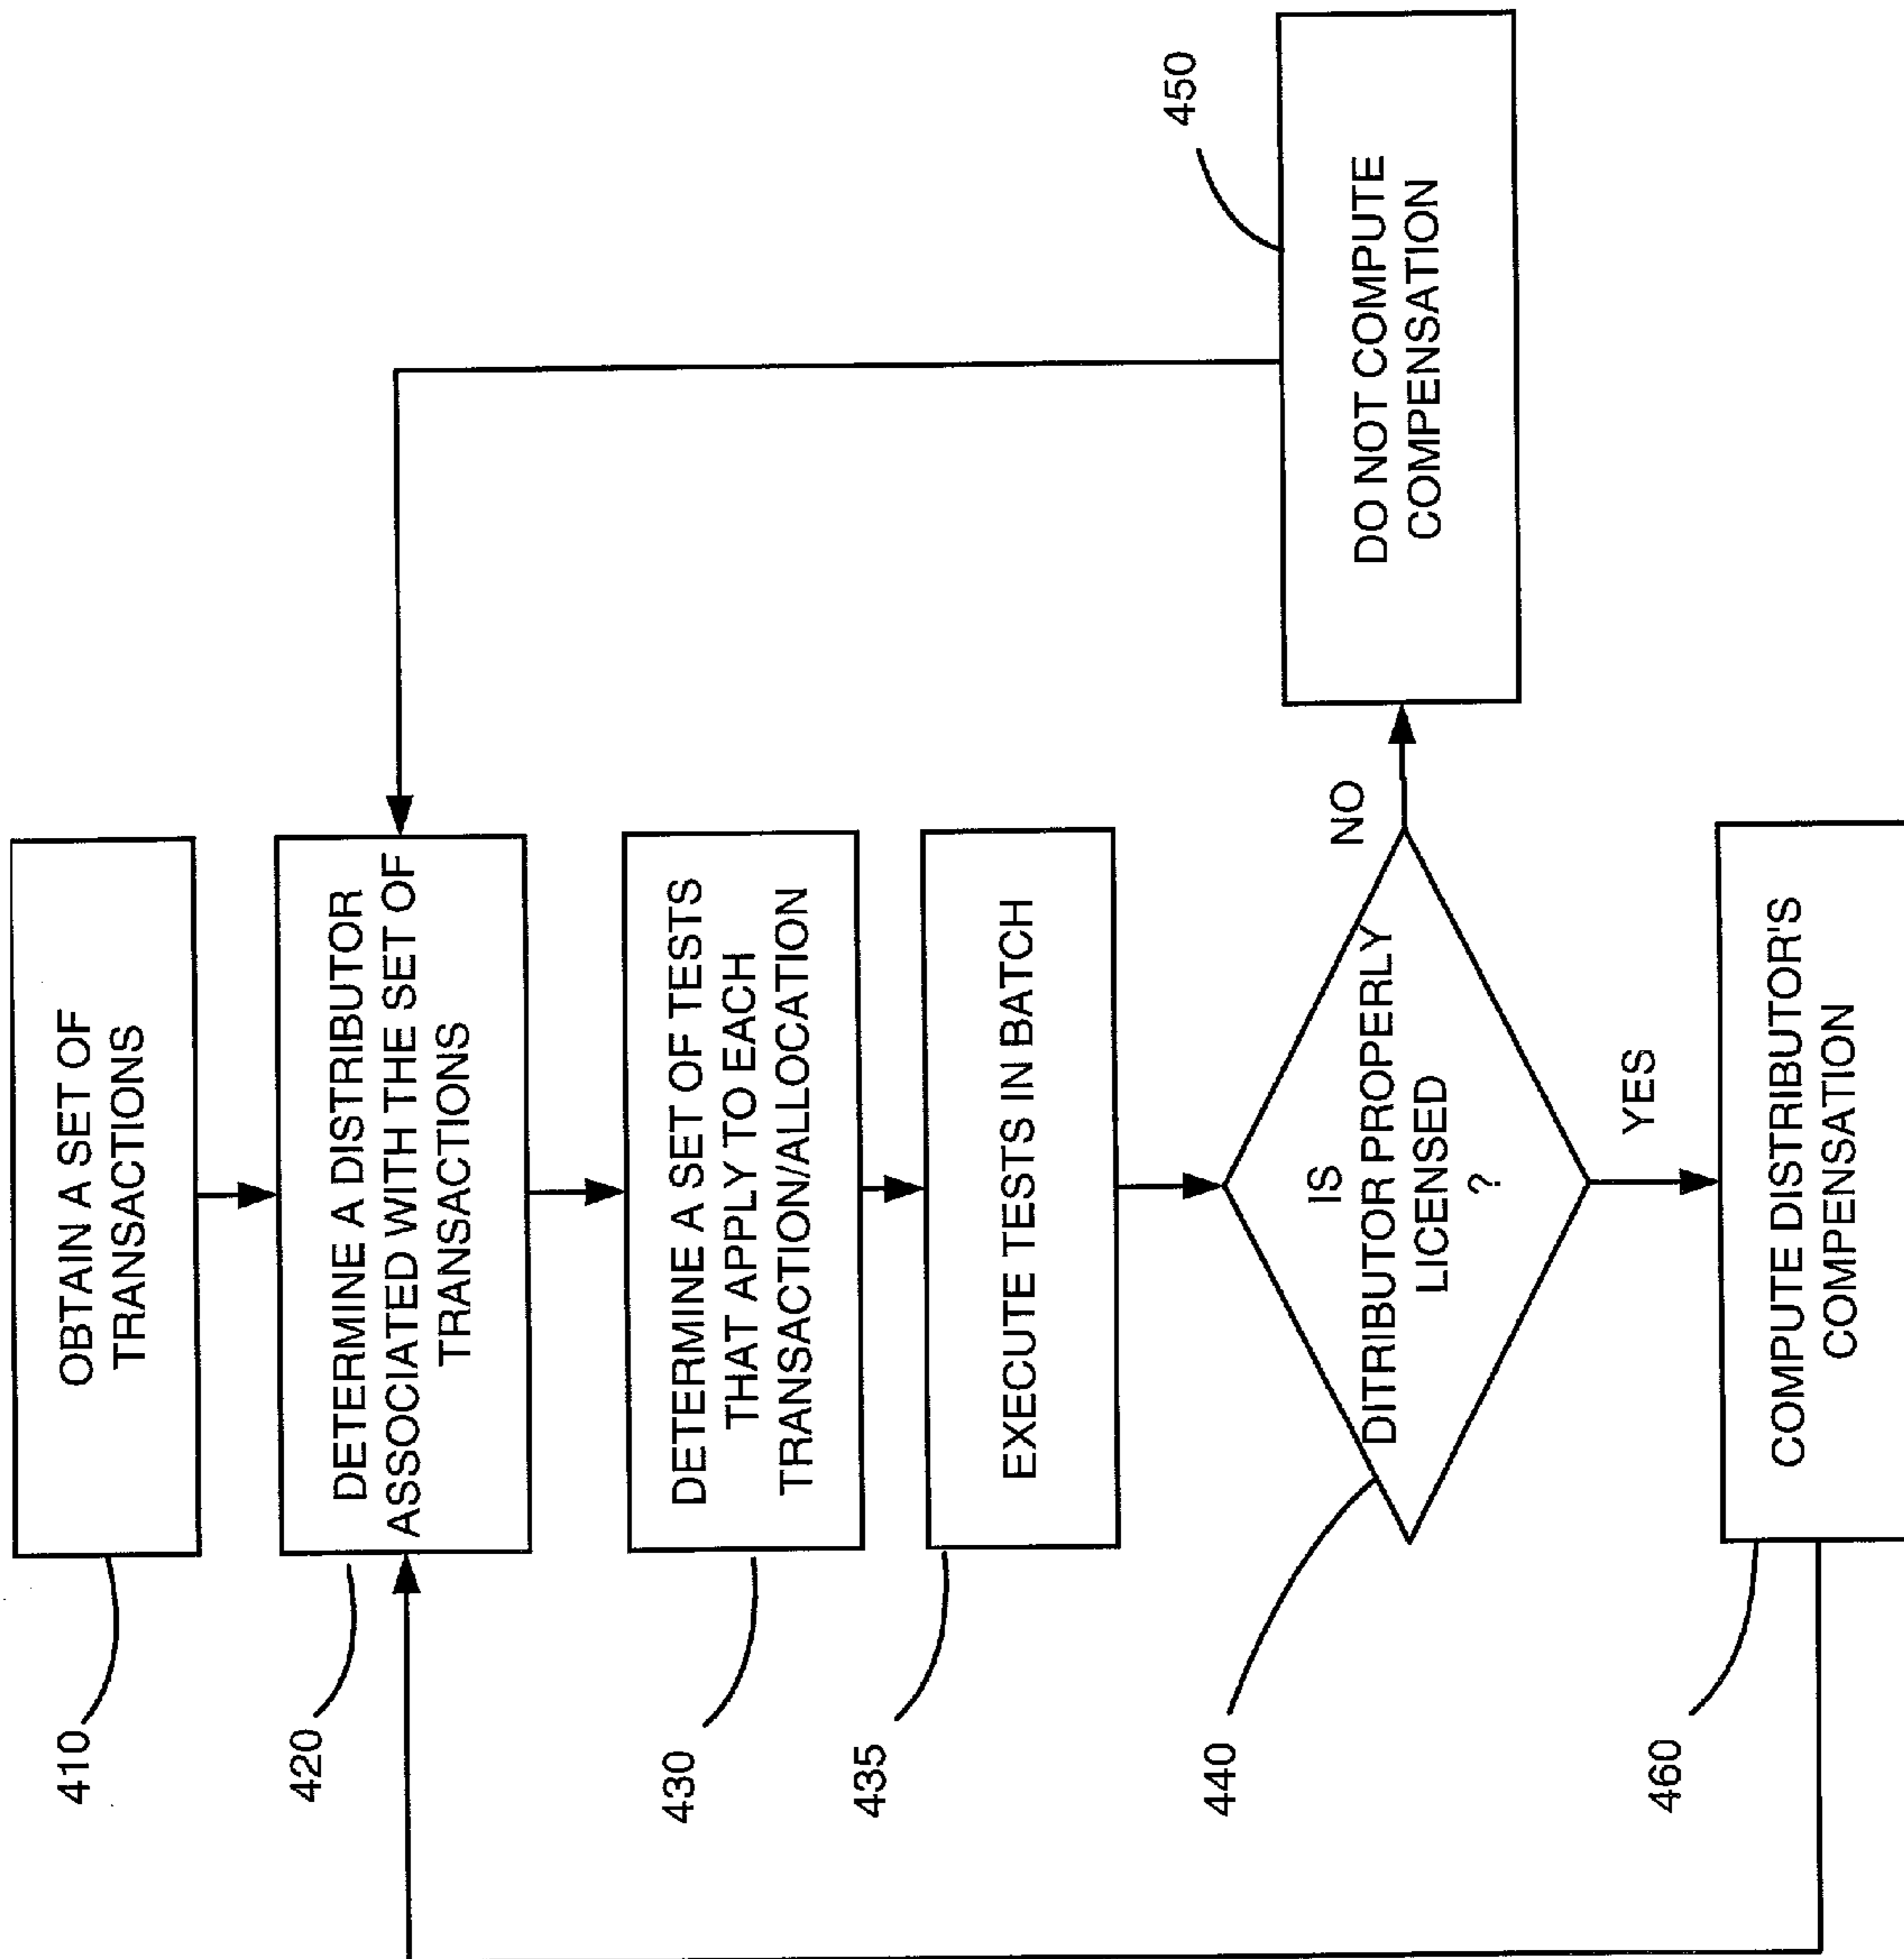 410
OBTAIN A SET OF
TRANSACTIONS
420
DETERMINE A DISTRIBUTOR
ASSOCIATED WITH THE SET OF
TRANSACTIONS
430
DETERMINE A SET OF TESTS
THAT APPLY TO EACH
TRANSACTION/ALLOCATION
435
EXECUTE TESTS IN BATCH
440
IS
DITRIBUTOR PROPERLY
LICENSED
?
NO
450
DO NOT COMPUTE
COMPENSATION
YES
460
COMPUTE DISTRIBUTOR'S
COMPENSATION